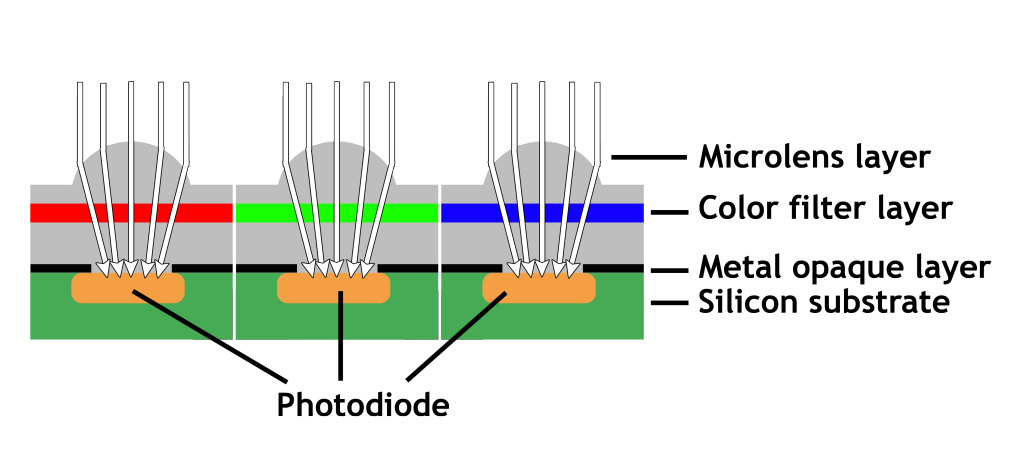 Microlens layer
Color filter layer
Metal opaque layer
Silicon substrate
Photodiode